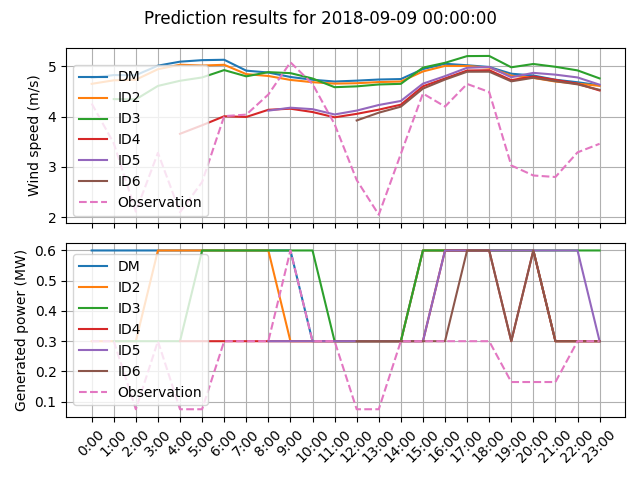 Prediction results for 2018-09-09 00:00:00
Wind speed (m/s)
5
4
3
2
DM
ID2
ID3
ID4
ID5
ID6
Observation
Generated power (MW)
0.6
0.5
0.4
0.3
0.2
0.1
DM
ID2
ID3
ID4
ID5
ID6
Observation
0:00 1:00 2:00 3:00 4:00 5:00 6:00 7:00 8:00 9:00 10:00 11:00 12:00 13:00 14:00 15:00 16:00 17:00 18:00 19:00 20:00 21:00 22:00 23:00